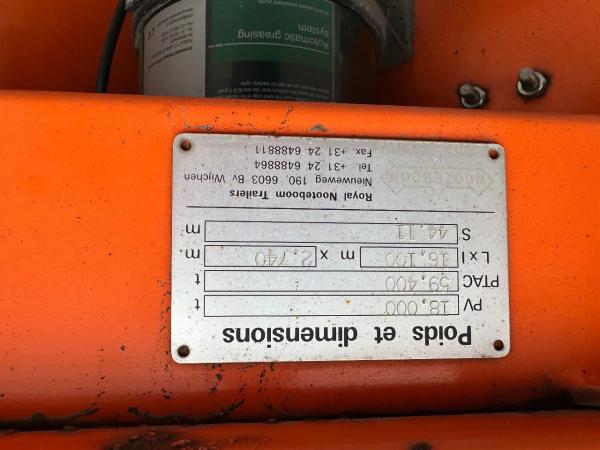 Poids et dimensions
PV 18,000 t
PTAC 59,400 t
L x l 16,100 m x 2,740 m
S 44,11 m
NOOTEBOOM
Royal Nooteboom Trailers
Nieuweweg 190, 6603 Bv Wijchen
Tel. +31 24 6488864
Fax. +31 24 6488811
Automatic greasing
system